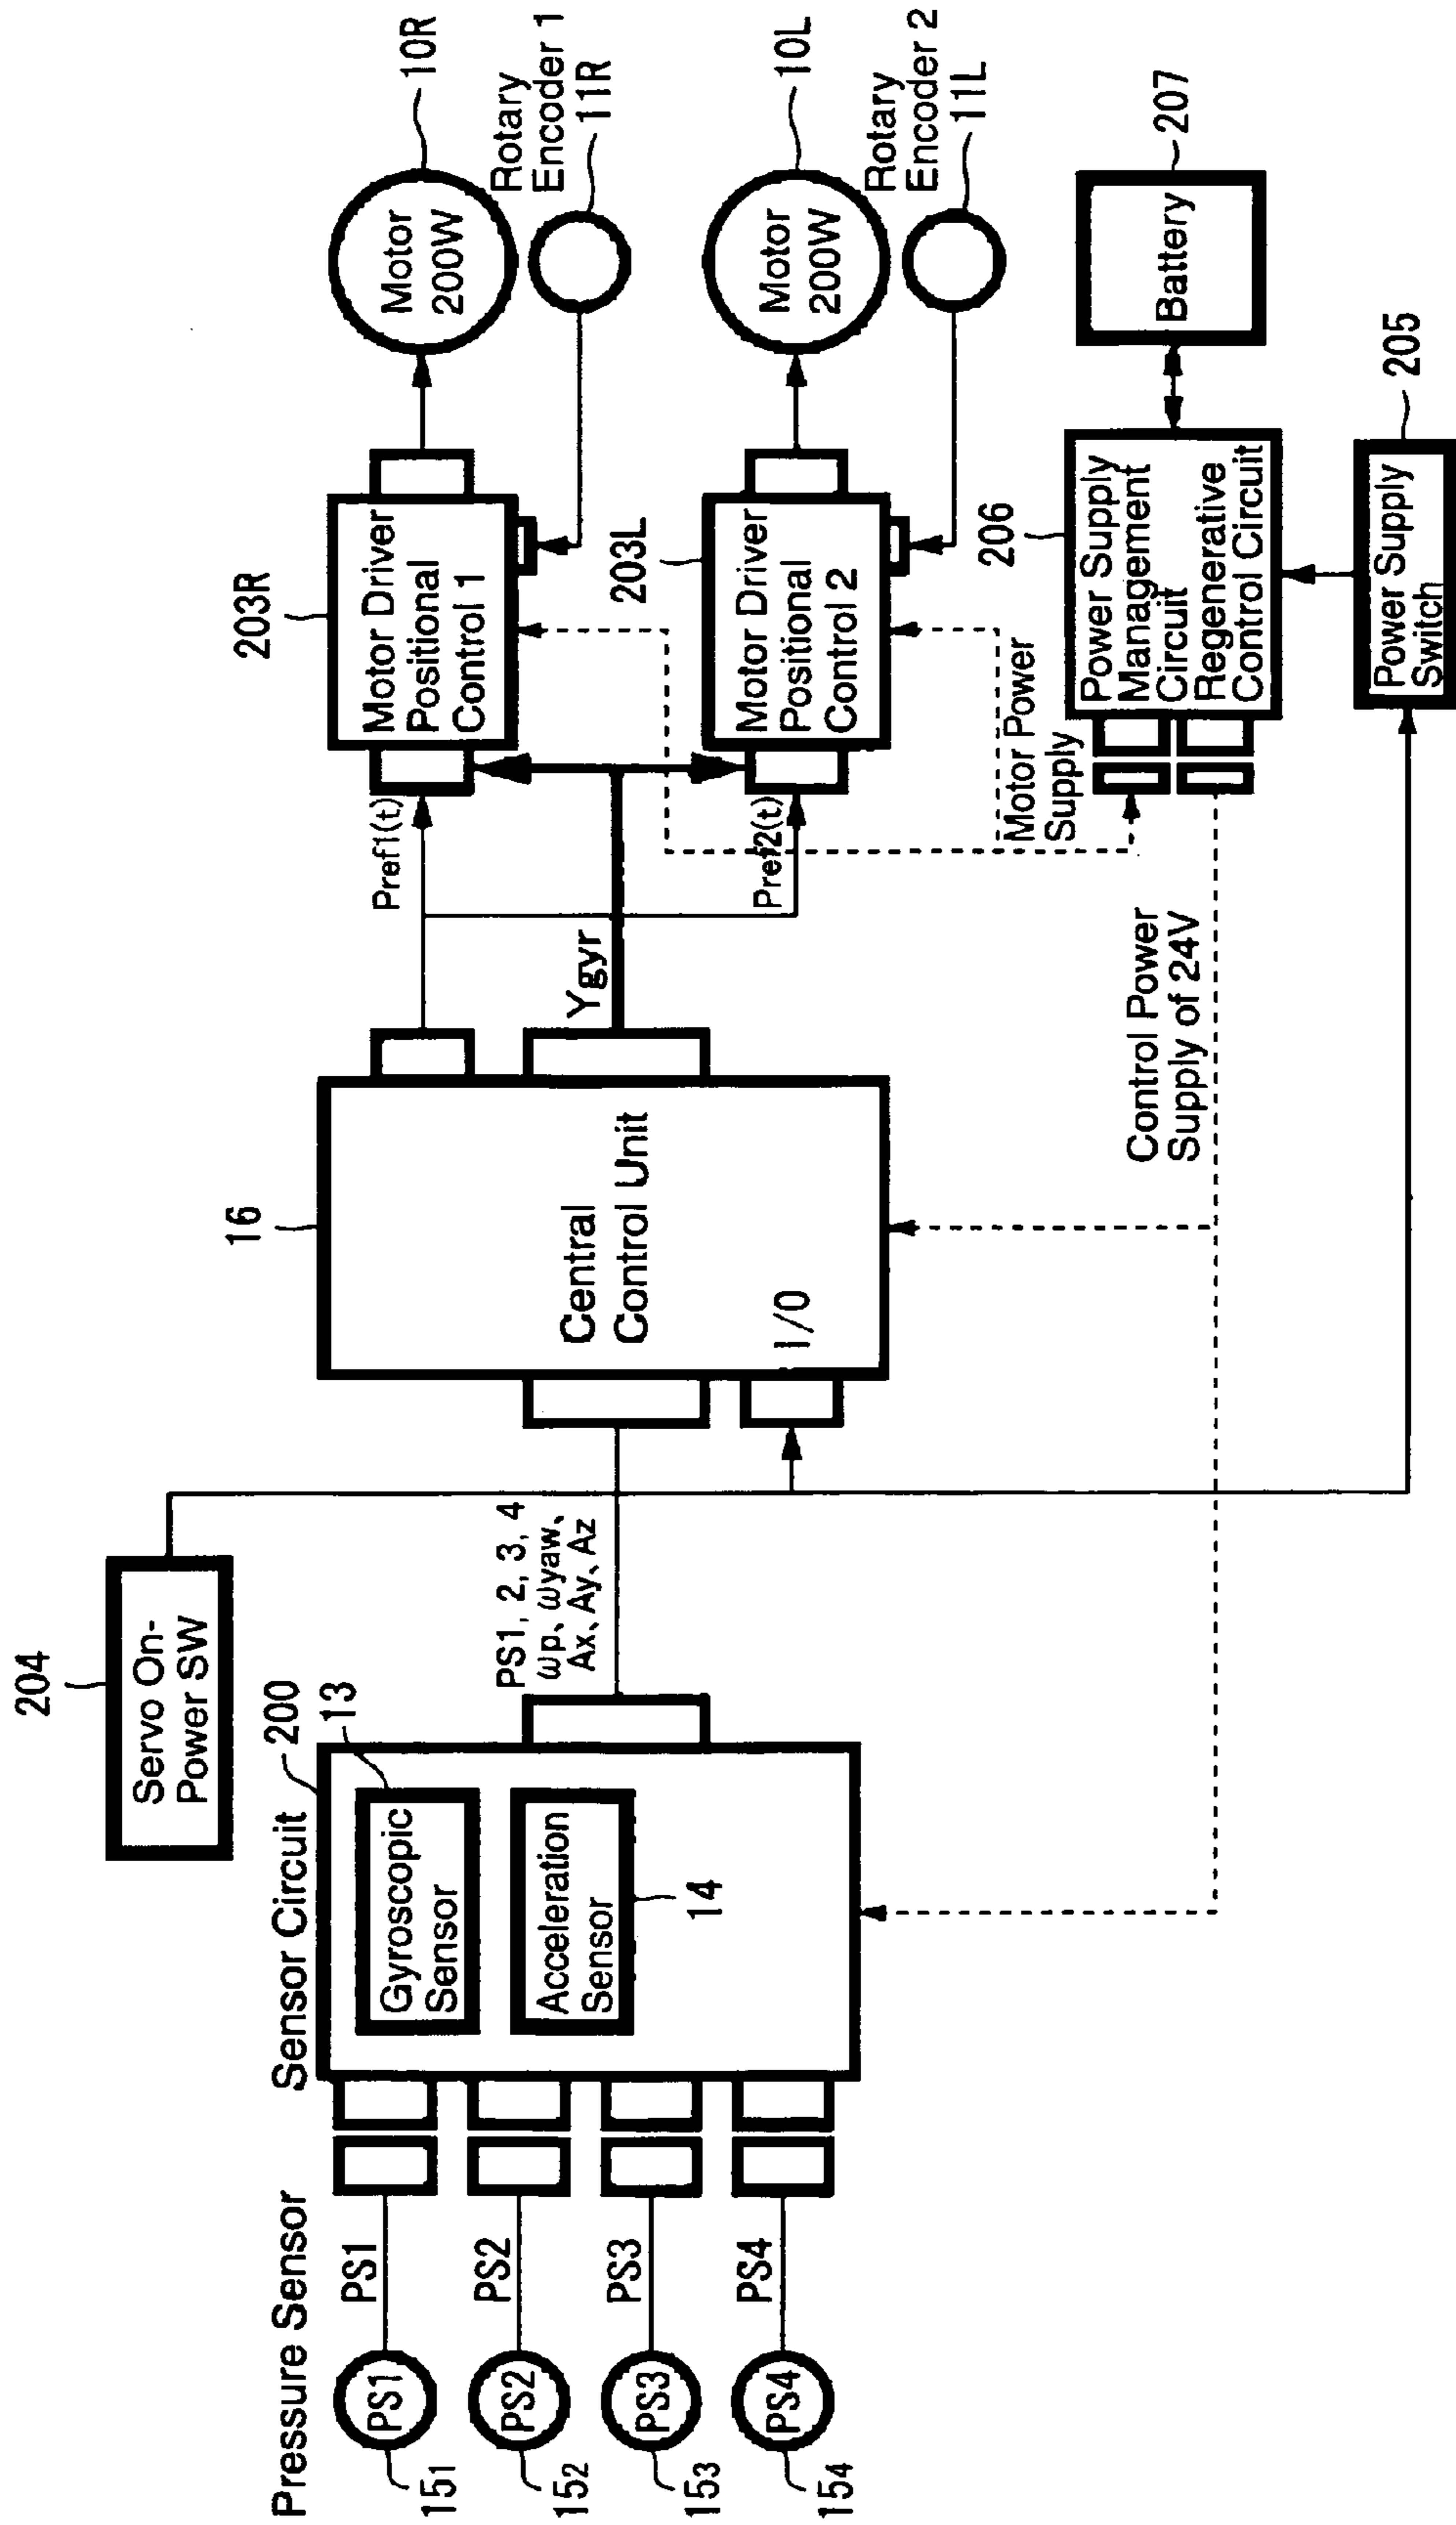 204
Servo On-
Power SW
Pressure Sensor
PS1
PS2
PS3
PS4
151
152
153
154
PS1
PS2
PS3
PS4
Sensor Circuit
200
13
Gyroscopic
Sensor
Acceleration
Sensor
14
PS1, 2, 3, 4
ωp、ωyaw、
Ax、Ay、Az
16
Central
Control Unit
I/O
Pref1(t)
Ygyr
Pref2(t)
203R
Motor Driver
Positional
Control 1
203L
Motor Driver
Positional
Control 2
Motor
200W
10R
Rotary
Encoder 1
11R
Motor
200W
10L
Rotary
Encoder 2
11L
Motor Power
Supply
Control Power
Supply of 24V
206
Power Supply
Management
Circuit
Regenerative
Control Circuit
Battery
207
Power Supply
Switch
205